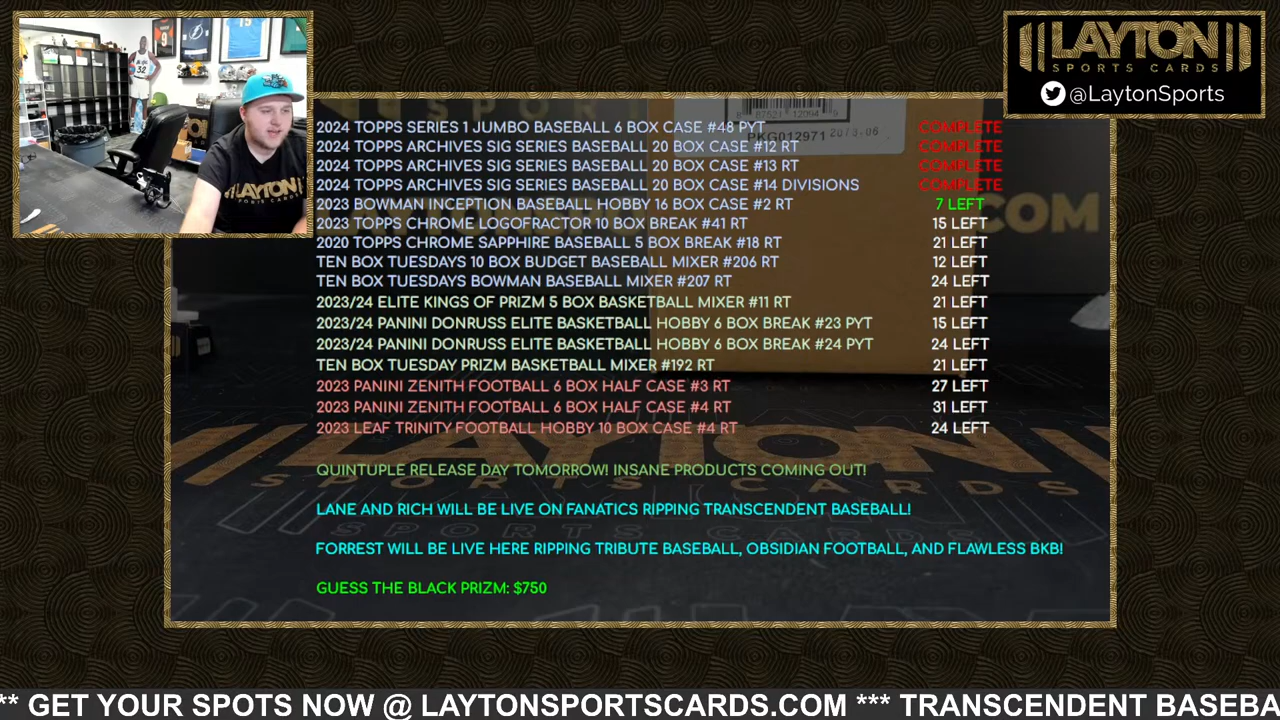 LAYTON
SPORTS CARDS
@LaytonSports
2024 TOPPS SERIES 1 JUMBO BASEBALL 6 BOX CASE #48 PYT COMPLETE
2024 TOPPS ARCHIVES SIG SERIES BASEBALL 20 BOX CASE #12 RT COMPLETE
2024 TOPPS ARCHIVES SIG SERIES BASEBALL 20 BOX CASE #13 RT COMPLETE
2024 TOPPS ARCHIVES SIG SERIES BASEBALL 20 BOX CASE #14 DIVISIONS COMPLETE
2023 BOWMAN INCEPTION BASEBALL HOBBY 16 BOX CASE #2 RT 7 LEFT
2023 TOPPS CHROME LOGOFRACTOR 10 BOX BREAK #41 RT 15 LEFT
2020 TOPPS CHROME SAPPHIRE BASEBALL 5 BOX BREAK #18 RT 21 LEFT
TEN BOX TUESDAYS 10 BOX BUDGET BASEBALL MIXER #206 RT 12 LEFT
TEN BOX TUESDAYS BOWMAN BASEBALL MIXER #207 RT 24 LEFT
2023/24 ELITE KINGS OF PRIZM 5 BOX BASKETBALL MIXER #11 RT 21 LEFT
2023/24 PANINI DONRUSS ELITE BASKETBALL HOBBY 6 BOX BREAK #23 PYT 15 LEFT
2023/24 PANINI DONRUSS ELITE BASKETBALL HOBBY 6 BOX BREAK #24 PYT 24 LEFT
TEN BOX TUESDAY PRIZM BASKETBALL MIXER #192 RT 21 LEFT
2023 PANINI ZENITH FOOTBALL 6 BOX HALF CASE #3 RT 27 LEFT
2023 PANINI ZENITH FOOTBALL 6 BOX HALF CASE #4 RT 31 LEFT
2023 LEAF TRINITY FOOTBALL HOBBY 10 BOX CASE #4 RT 24 LEFT
QUINTUPLE RELEASE DAY TOMORROW! INSANE PRODUCTS COMING OUT!
LANE AND RICH WILL BE LIVE ON FANATICS RIPPING TRANSCENDENT BASEBALL!
FORREST WILL BE LIVE HERE RIPPING TRIBUTE BASEBALL, OBSIDIAN FOOTBALL, AND FLAWLESS BKB!
GUESS THE BLACK PRIZM: $750
PKG012971
.COM
LAYTON
SPORTS CARDS
LAYTON
SPORTS CARDS
** GET YOUR SPOTS NOW @ LAYTONSPORTSCARDS.COM *** TRANSCENDENT BASEBA